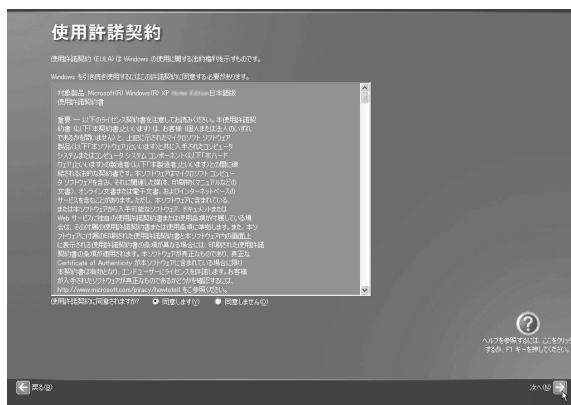 使用許諾契約
使用許諾契約 (EULA) は Windows の使用に関する法的権利を示すものです。
Windows を引き続き使用するにはこの許諾契約に同意する必要があります。
対象製品 Microsoft(R) Windows(R) XP Home Edition 日本語版
使用許諾契約書
重要 ― 以下のライセンス契約書を注意してお読みください。本使用許諾契
約書 (以下「本契約書」といいます) は、お客様 (個人または法人のいずれ
であるかを問いません) と、上記に示されたマイクロソフト ソフトウェア
製品 (以下「本ソフトウェア」といいます) と共に入手されたコンピュータ
システムまたはコンピュータ システム コンポーネント (以下「本ハード
ウェア」といいます) の製造者 (以下「本製造者」といいます) との間に締
結される法的な契約書です。本ソフトウェアはマイクロソフト コンピュー
タ ソフトウェアを含み、それに関連した媒体、印刷物 (マニュアルなどの
文書)、オンライン文書または電子文書、およびインターネットベースの
サービスを含むことがあります。ただし、本ソフトウェアに含まれている、
または本ソフトウェアから入手可能なソフトウェア、ドキュメントまたは
Web サービスに独自の使用許諾契約書または使用条項が付属している場
合は、その付属の使用許諾契約書または使用条項に準拠します。また、本ソ
フトウェアに付属の印刷された使用許諾契約書と本ソフトウェア内の画面上
に表示される使用許諾契約書の条項が異なる場合には、印刷された使用許諾
契約書の条項が適用されます。本ソフトウェアが真正なものであり、真正な
Certificate of Authenticity が本ソフトウェアに含まれている場合に限り
本契約書は有効となり、エンドユーザーにライセンスを許諾します。お客様
が入手されたソフトウェアが真正なものであるかどうかを確認するには、
http://www.microsoft.com/piracy/howtotell をご参照ください。
使用許諾契約に同意されますか? 同意します(Y) 同意しません(O)
ヘルプを参照するには、ここをクリック
するか、F1 キーを押してください。
戻る(B)
次へ(N)